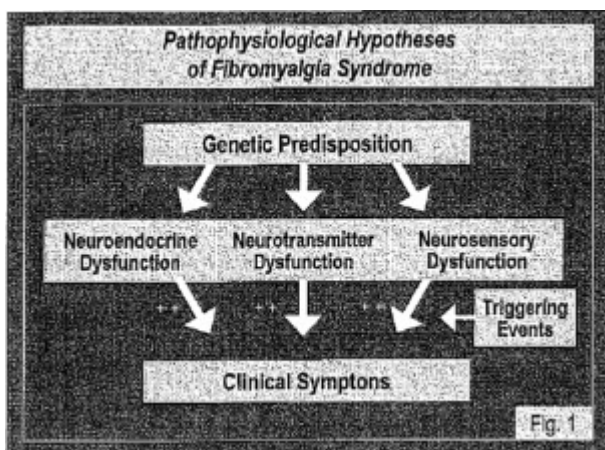 Pathophysiological Hypotheses
of Fibromyalgia Syndrome
Genetic Predisposition
Neuroendocrine
Dysfunction
Neurotransmitter
Dysfunction
Neurosensory
Dysfunction
++
++
++
Triggering
Events
Clinical Symptons
Fig. 1